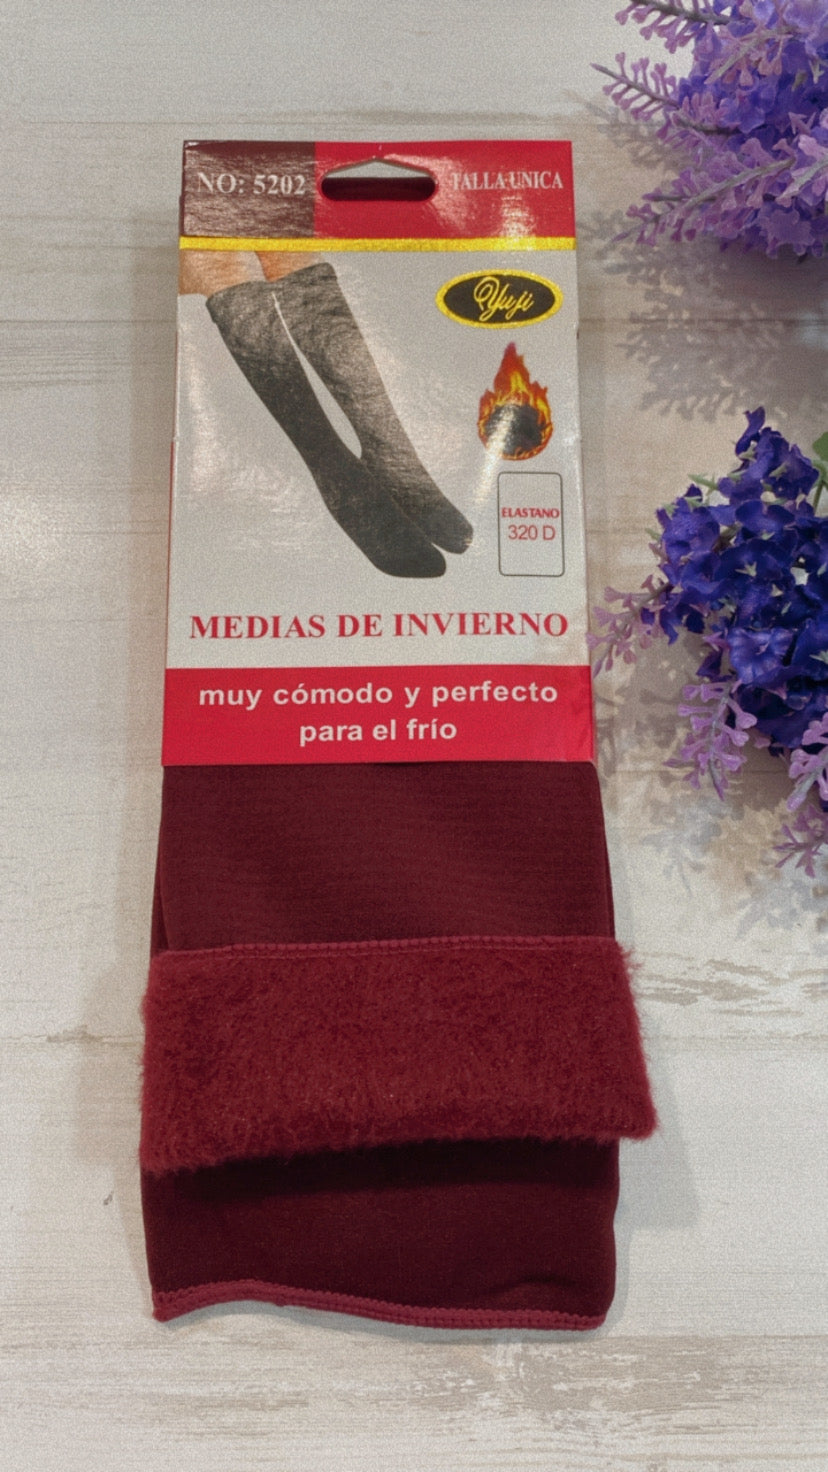 NO: 5202
TALLA UNICA
Yuji
ELASTANO
320 D
MEDIAS DE INVIERNO
muy cómodo y perfecto
para el frío